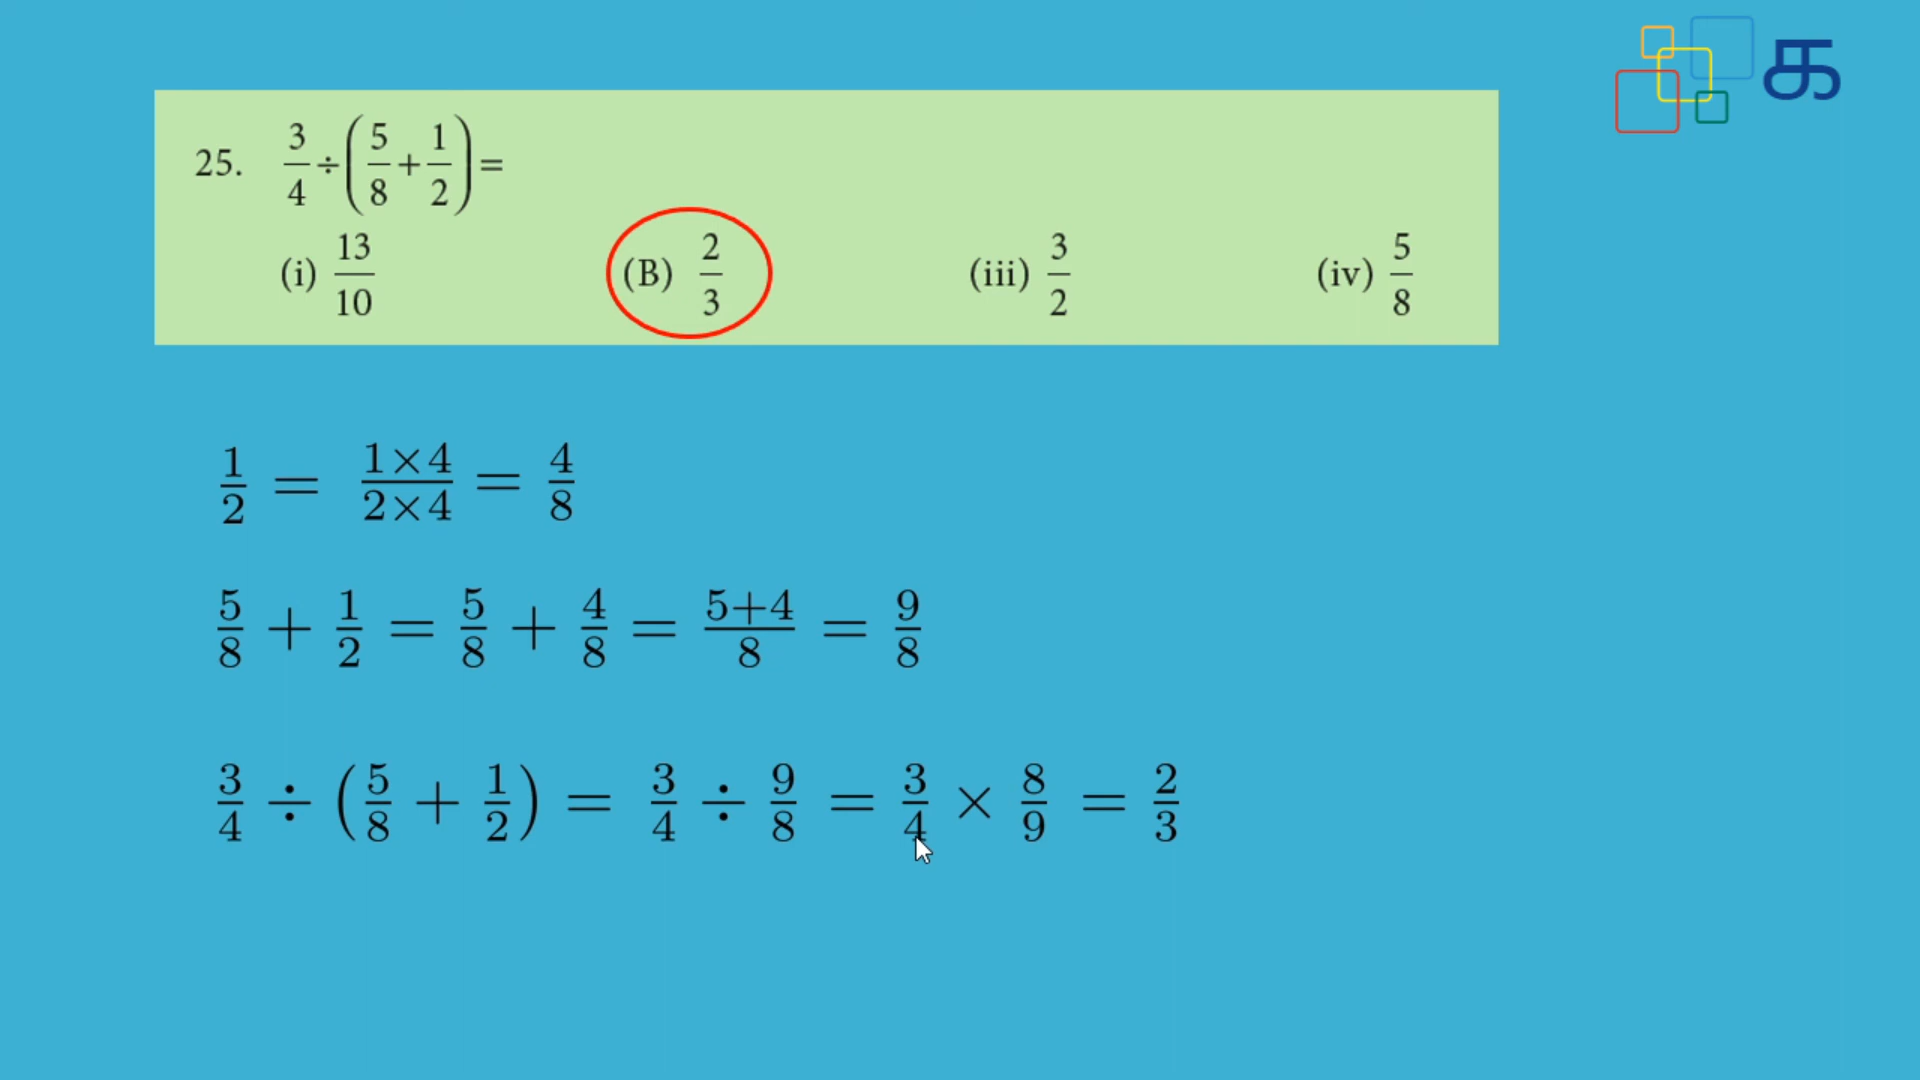 க
25. 3/4 ÷ (5/8 + 1/2) =
(i) 13/10 (B) 2/3 (iii) 3/2 (iv) 5/8
1/2 = 1×4/2×4 = 4/8
5/8 + 1/2 = 5/8 + 4/8 = 5+4/8 = 9/8
3/4 ÷ (5/8 + 1/2) = 3/4 ÷ 9/8 = 3/4 × 8/9 = 2/3